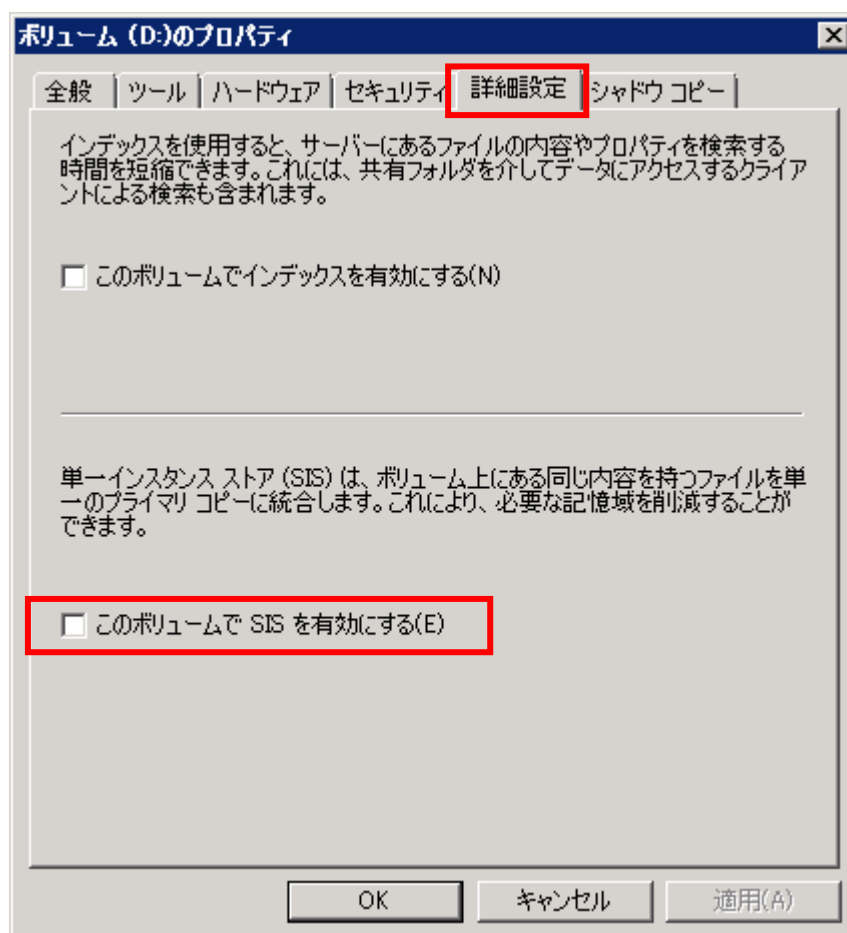 ボリューム (D:)のプロパティ
全般 ツール ハードウェア セキュリティ 詳細設定 シャドウ コピー
インデックスを使用すると、サーバーにあるファイルの内容やプロパティを検索する
時間を短縮できます。これには、共有フォルダを介してデータにアクセスするクライア
ントによる検索も含まれます。
このボリュームでインデックスを有効にする(N)
単一インスタンス ストア (SIS) は、ボリューム上にある同じ内容を持つファイルを単
一のプライマリ コピーに統合します。これにより、必要な記憶域を削減することが
できます。
このボリュームで SIS を有効にする(E)
OK キャンセル 適用(A)